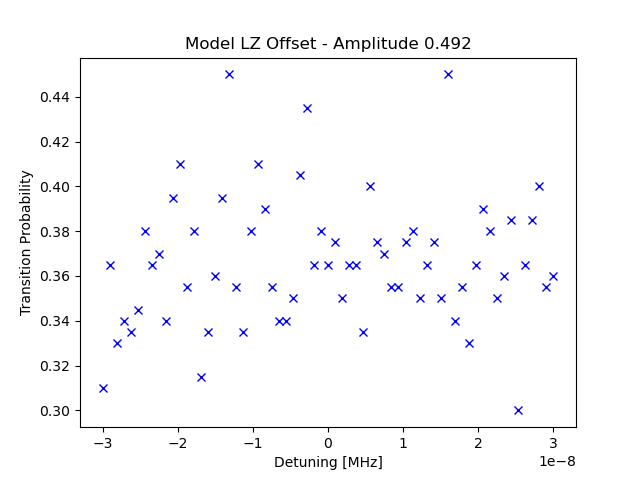 Model LZ Offset - Amplitude 0.492
Transition Probability
0.44
0.42
0.40
0.38
0.36
0.34
0.32
0.30
−3 −2 −1 0 1 2 3
1e−8
Detuning [MHz]